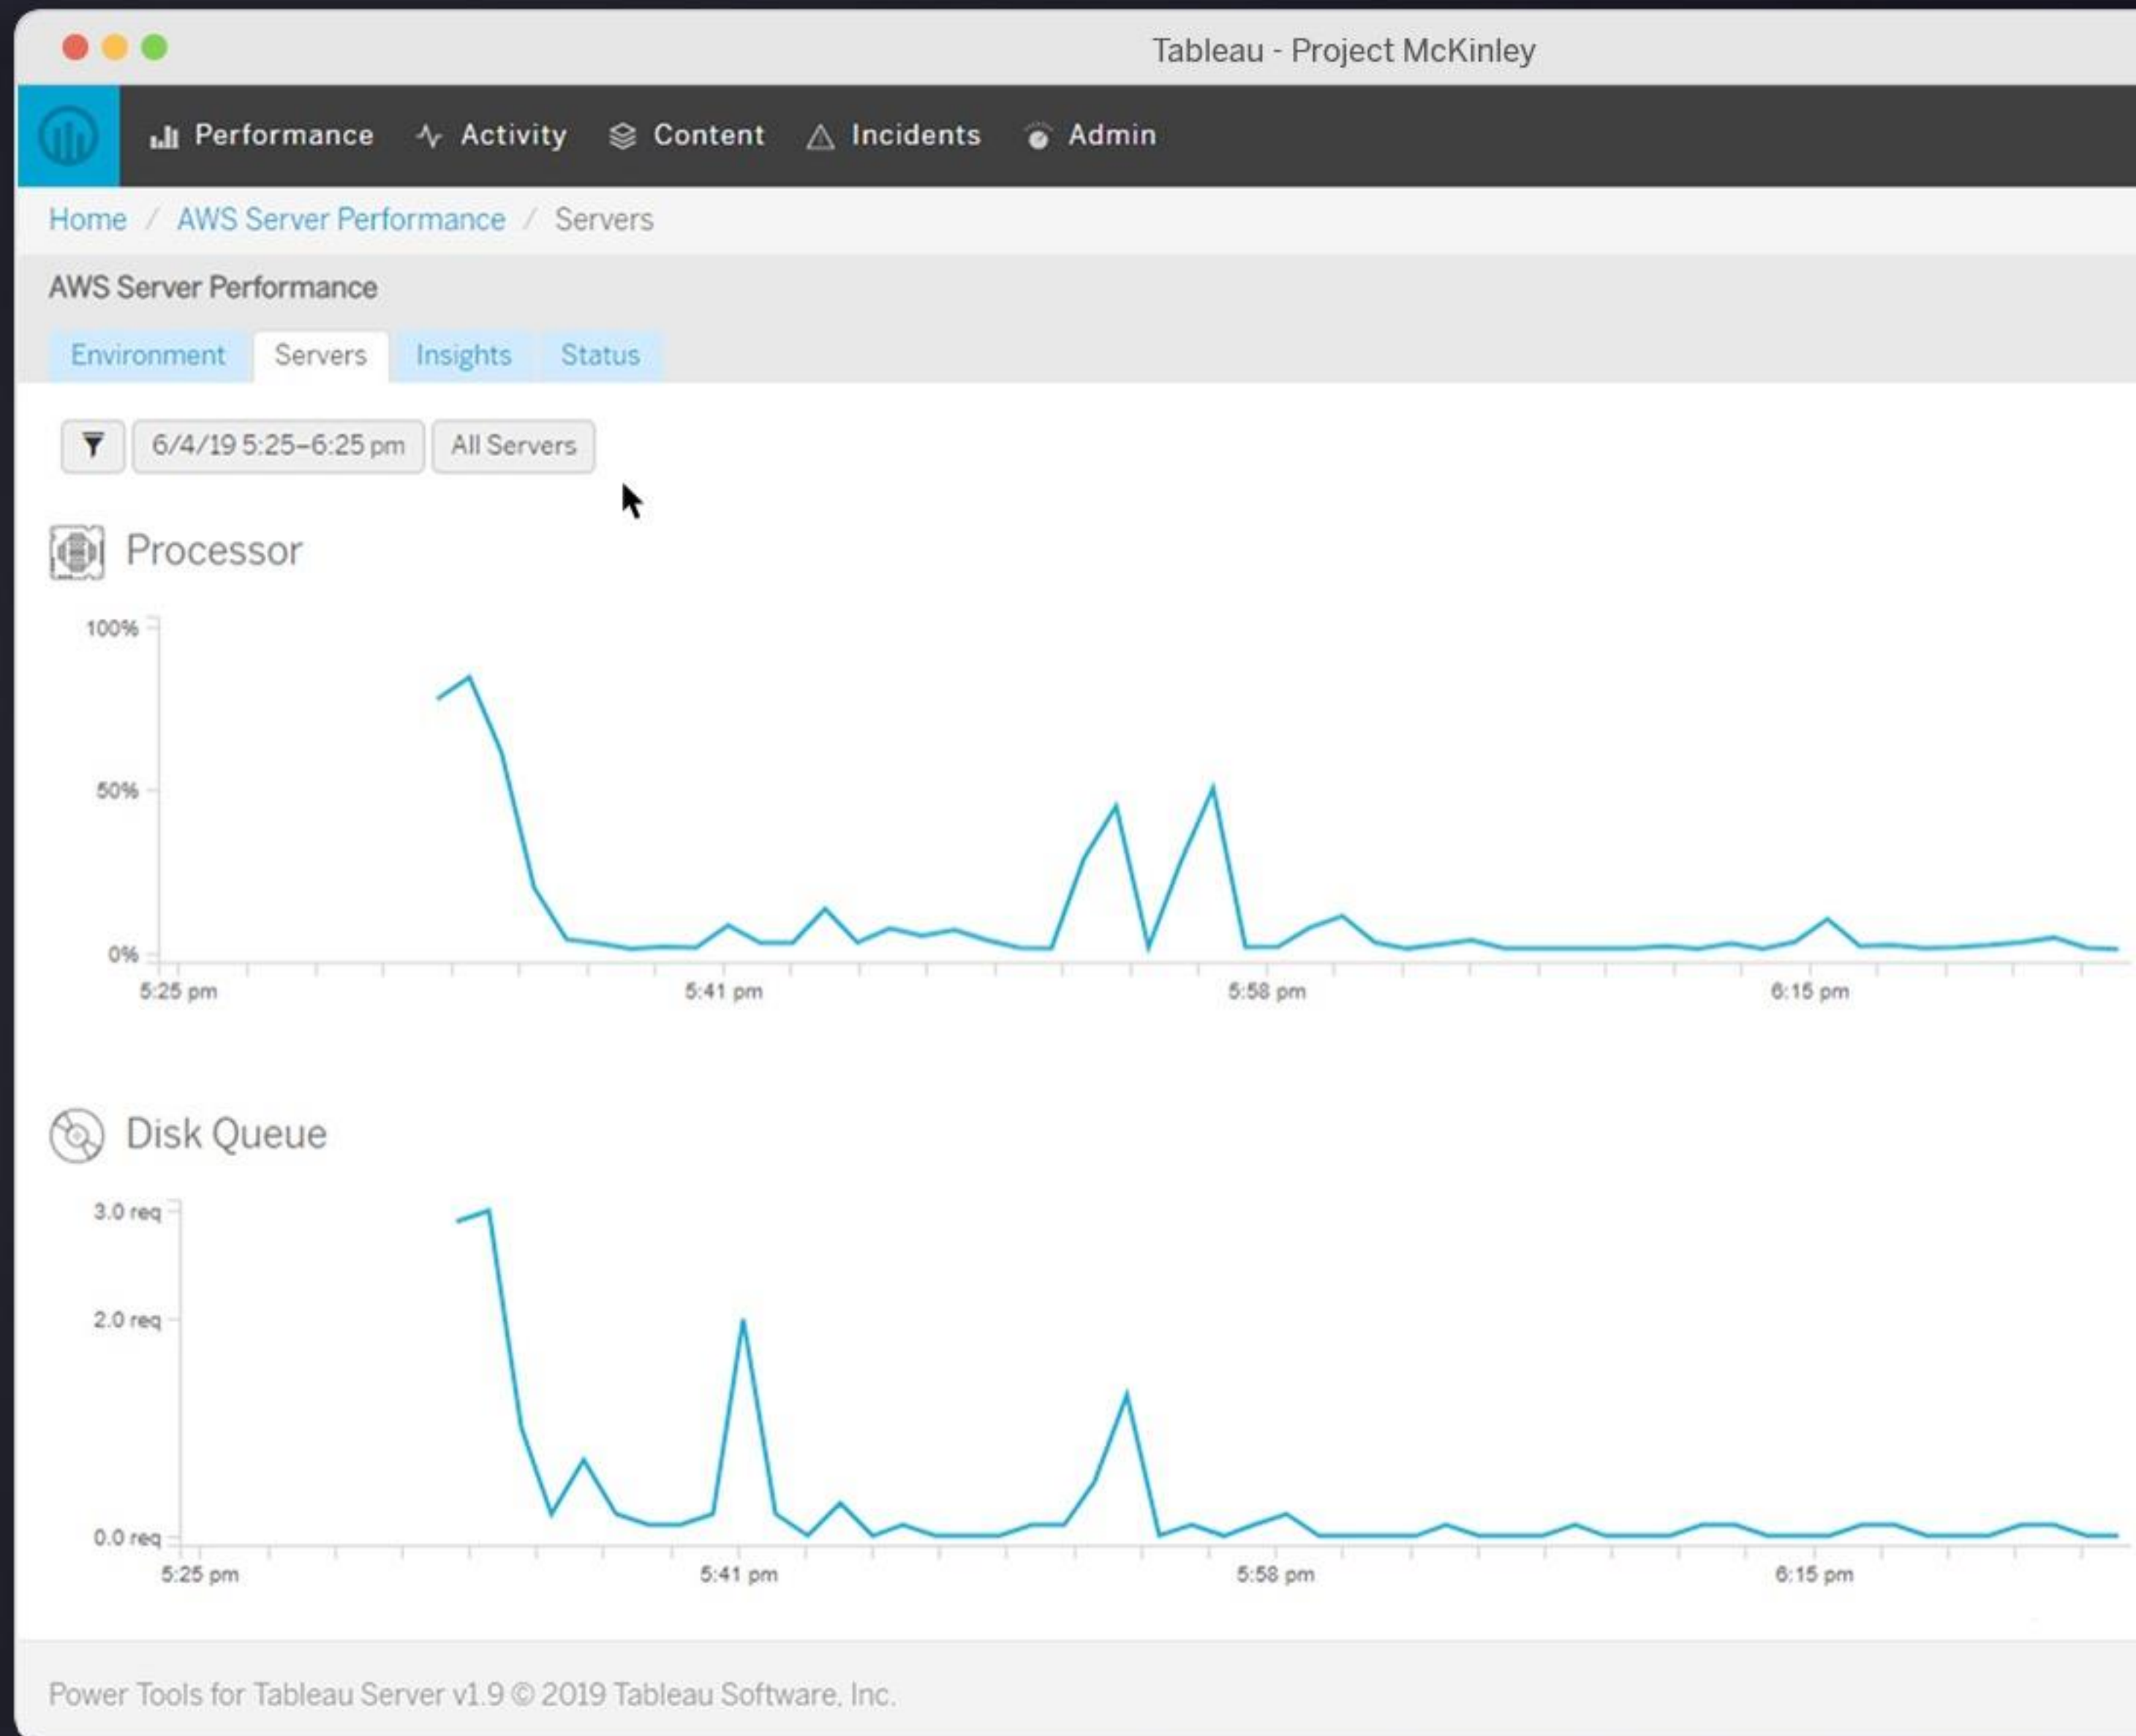 Tableau - Project McKinley
Performance Activity Content Incidents Admin
Home / AWS Server Performance / Servers
AWS Server Performance
Environment Servers Insights Status
6/4/19 5:25–6:25 pm All Servers
Processor
100%
50%
0%
5:25 pm 5:41 pm 5:58 pm 6:15 pm
Disk Queue
3.0 req
2.0 req
0.0 req
5:25 pm 5:41 pm 5:58 pm 6:15 pm
Power Tools for Tableau Server v1.9 © 2019 Tableau Software, Inc.